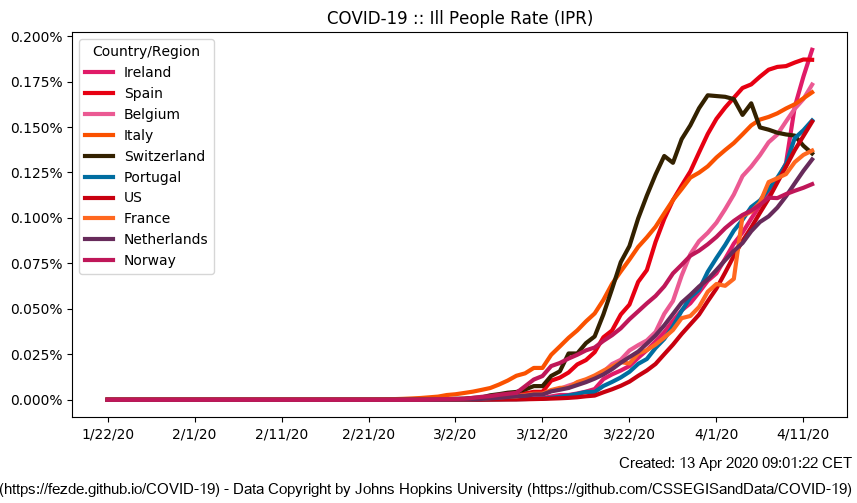 COVID-19 :: Ill People Rate (IPR)
0.200%
0.175%
0.150%
0.125%
0.100%
0.075%
0.050%
0.025%
0.000%
Country/Region
Ireland
Spain
Belgium
Italy
Switzerland
Portugal
US
France
Netherlands
Norway
1/22/20 2/1/20 2/11/20 2/21/20 3/2/20 3/12/20 3/22/20 4/1/20 4/11/20
Created: 13 Apr 2020 09:01:22 CET
(https://fezde.github.io/COVID-19) - Data Copyright by Johns Hopkins University (https://github.com/CSSEGISandData/COVID-19)